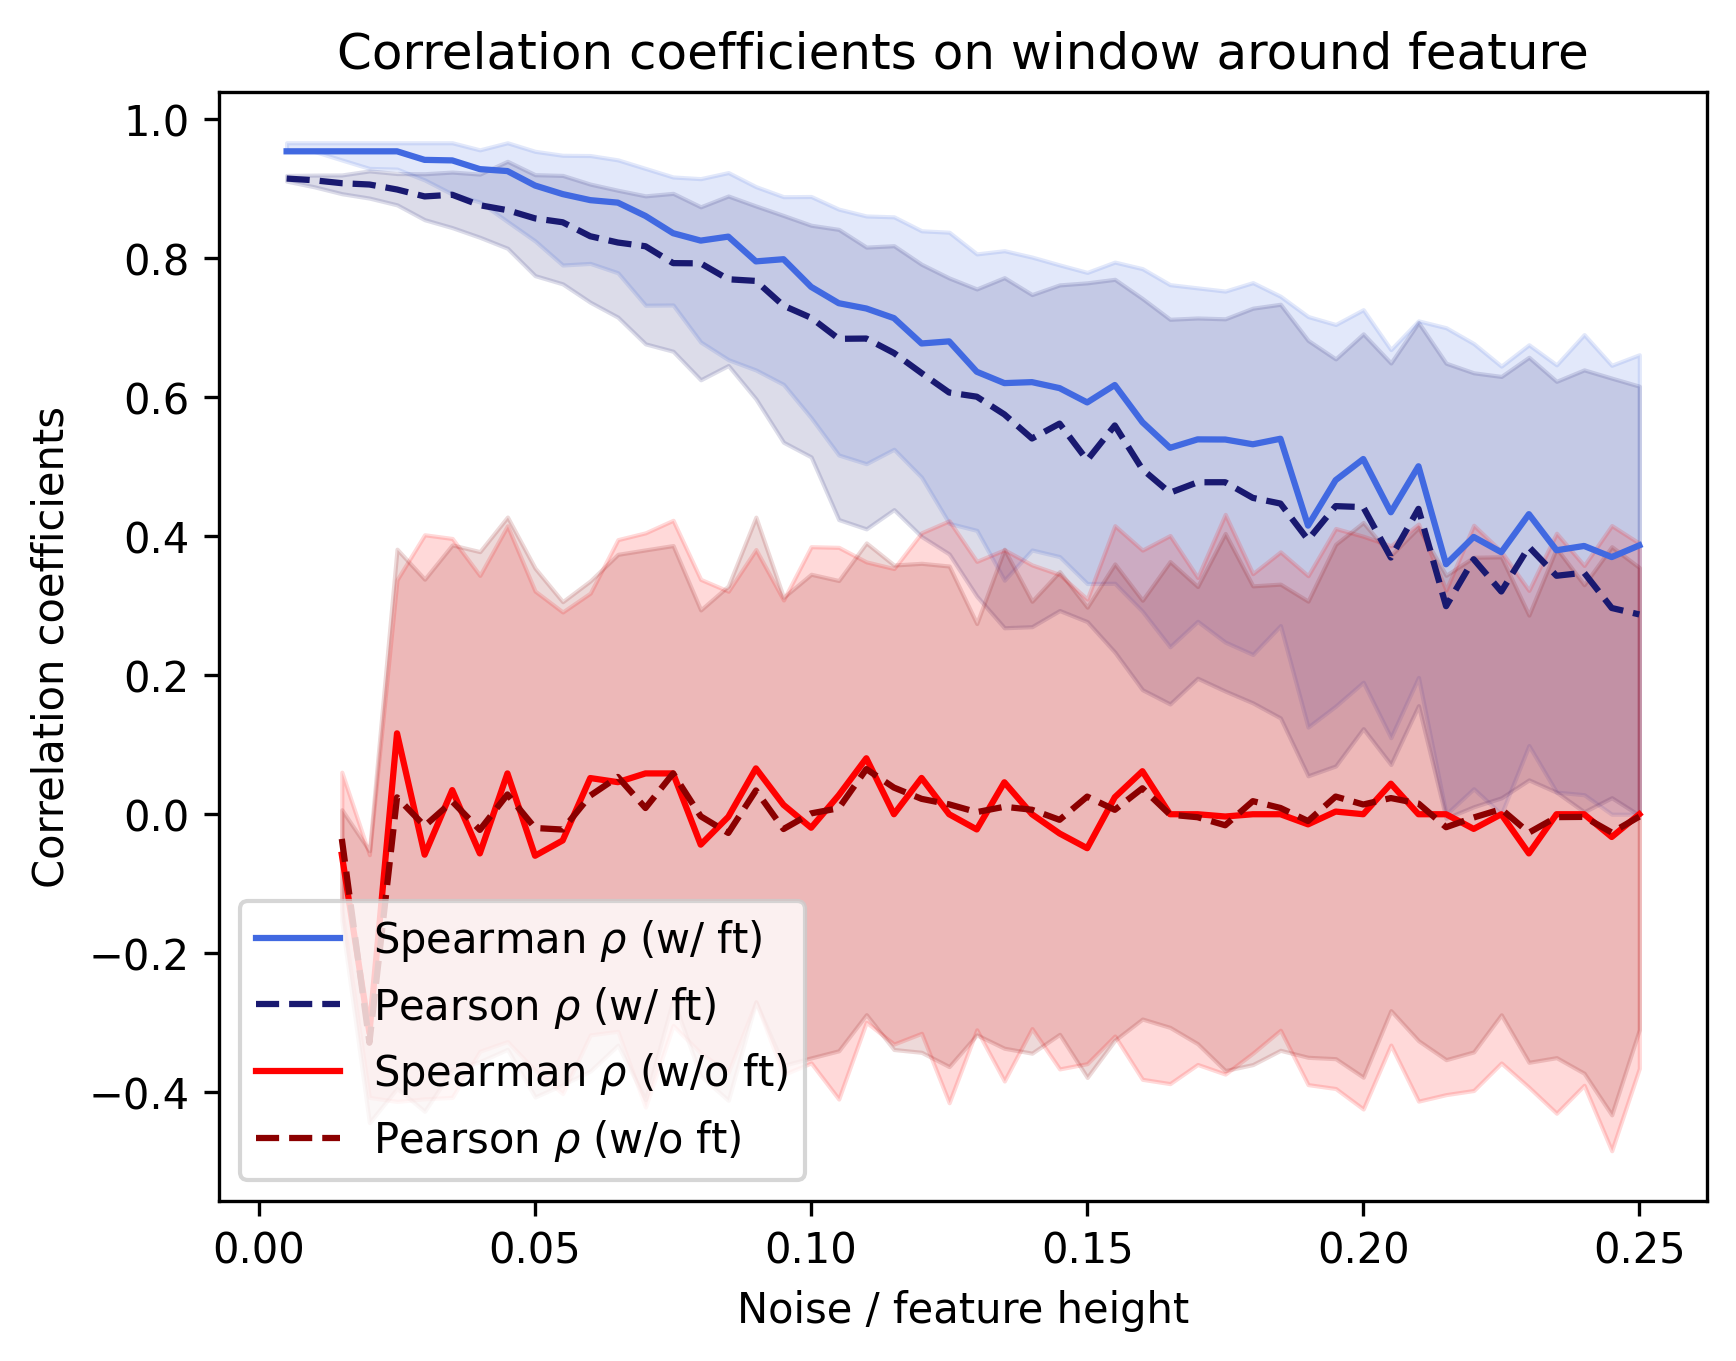 Correlation coefficients on window around feature
Correlation coefficients
1.0
0.8
0.6
0.4
0.2
0.0
−0.2
−0.4
Spearman ρ (w/ ft)
Pearson ρ (w/ ft)
Spearman ρ (w/o ft)
Pearson ρ (w/o ft)
0.00 0.05 0.10 0.15 0.20 0.25
Noise / feature height